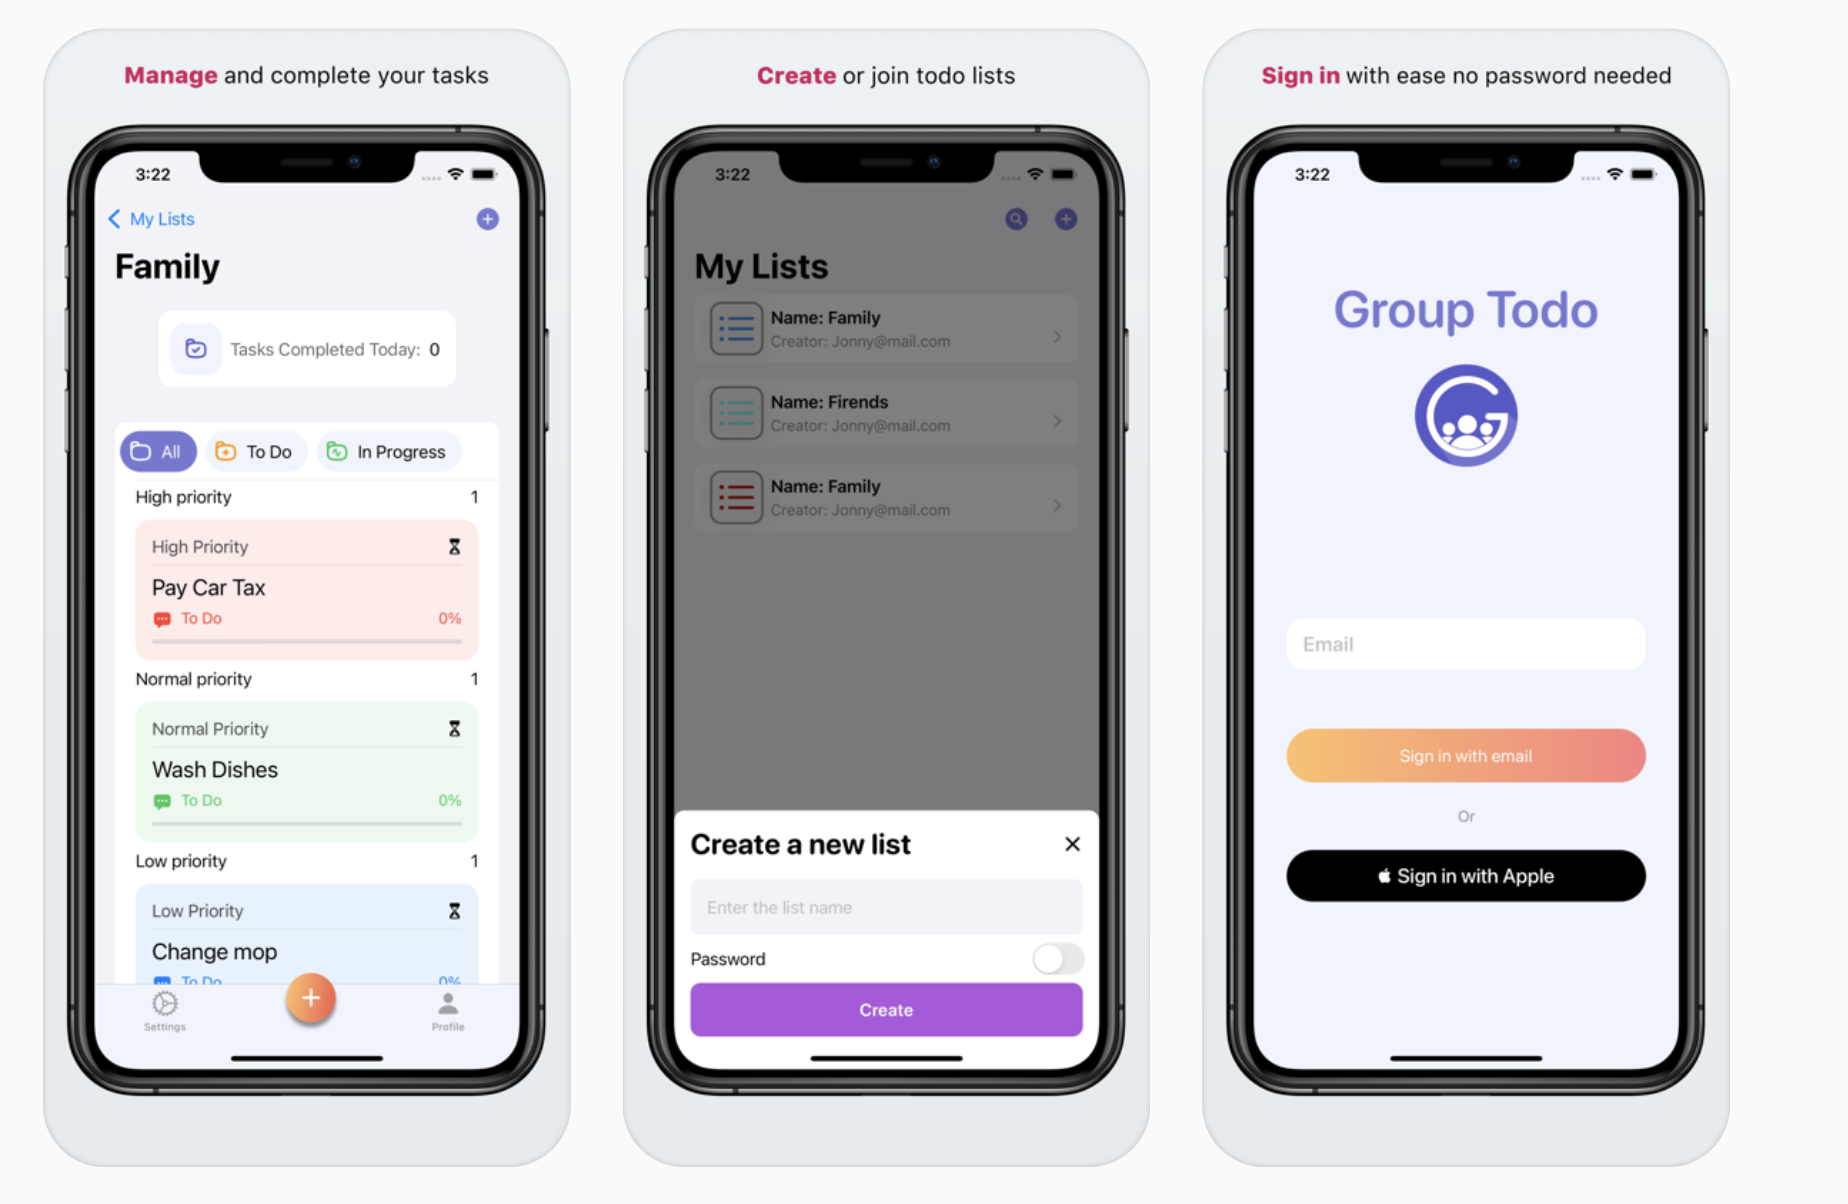 Manage and complete your tasks
3:22
My Lists
Family
Tasks Completed Today: 0
All
To Do
In Progress
High priority 1
High Priority
Pay Car Tax
To Do 0%
Normal priority 1
Normal Priority
Wash Dishes
To Do 0%
Low priority 1
Low Priority
Change mop
To Do 0%
Settings
Profile
Create or join todo lists
3:22
My Lists
Name: Family
Creator: Jonny@mail.com
Name: Firends
Creator: Jonny@mail.com
Name: Family
Creator: Jonny@mail.com
Create a new list
Enter the list name
Password
Create
Sign in with ease no password needed
3:22
Group Todo
Email
Sign in with email
Or
Sign in with Apple